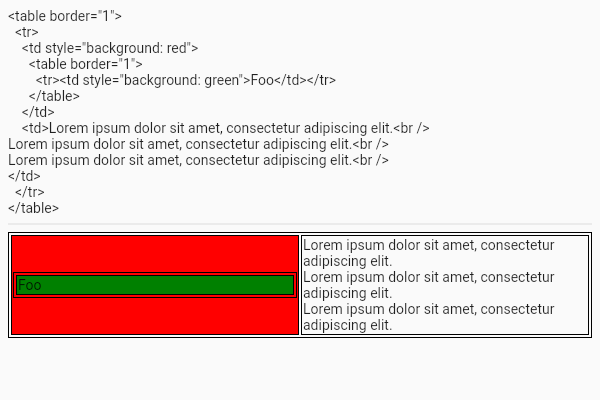 <table border="1">
  <tr>
    <td style="background: red">
      <table border="1">
        <tr><td style="background: green">Foo</td></tr>
      </table>
    </td>
    <td>Lorem ipsum dolor sit amet, consectetur adipiscing elit.<br />
Lorem ipsum dolor sit amet, consectetur adipiscing elit.<br />
Lorem ipsum dolor sit amet, consectetur adipiscing elit.<br />
</td>
  </tr>
</table>
Foo
Lorem ipsum dolor sit amet, consectetur
adipiscing elit.
Lorem ipsum dolor sit amet, consectetur
adipiscing elit.
Lorem ipsum dolor sit amet, consectetur
adipiscing elit.